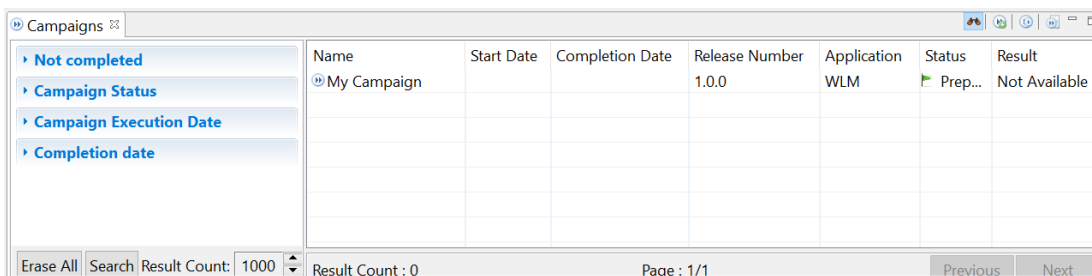 Campaigns
Not completed
Campaign Status
Campaign Execution Date
Completion date
Erase All Search Result Count: 1000
Name Start Date Completion Date Release Number Application Status Result
My Campaign 1.0.0 WLM Prep... Not Available
Result Count : 0 Page : 1/1 Previous Next